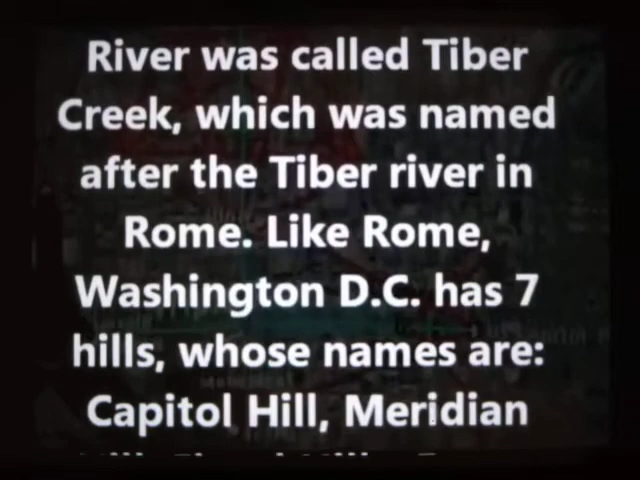 River was called Tiber
Creek, which was named
after the Tiber river in
Rome. Like Rome,
Washington D.C. has 7
hills, whose names are:
Capitol Hill, Meridian